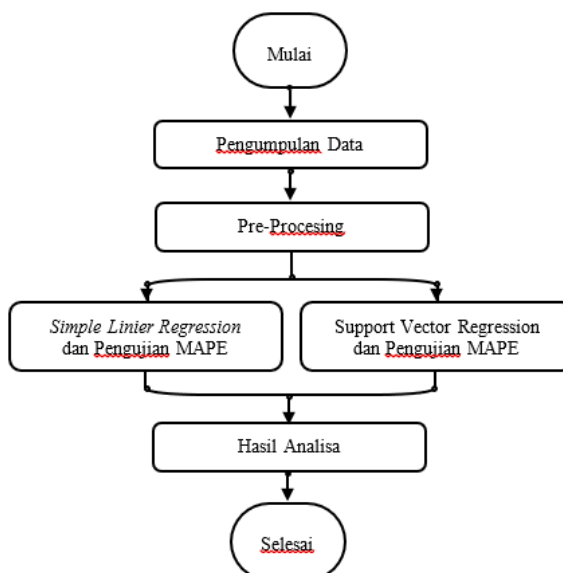 Mulai
Pengumpulan Data
Pre-Procesing
Simple Linier Regression
dan Pengujian MAPE
Support Vector Regression
dan Pengujian MAPE
Hasil Analisa
Selesai